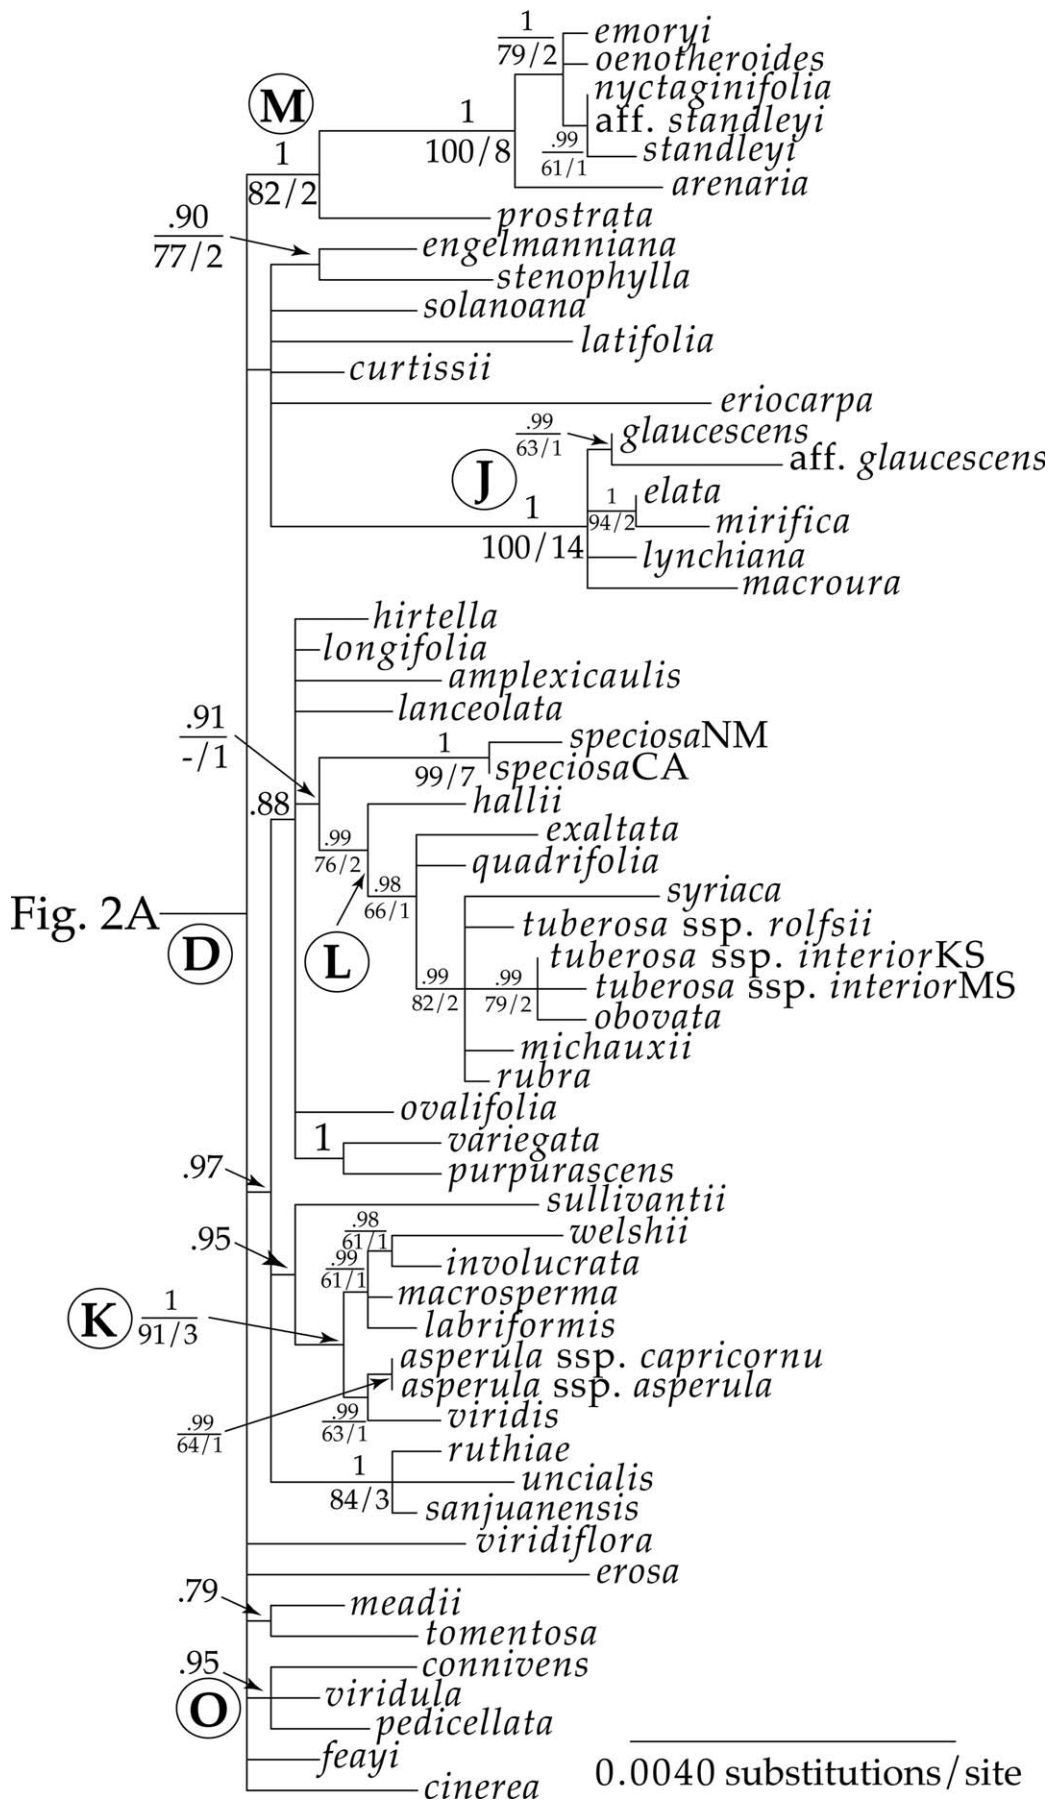 1
79/2
emoryi
oenotheroides
nyctaginifolia
aff. standleyi
.99
61/1
standleyi
M
1
100/8
1
82/2
arenaria
prostrata
.90
77/2
engelmanniana
stenophylla
solanoana
latifolia
curtissii
eriocarpa
.99
63/1
glaucescens
aff. glaucescens
J
1
100/14
1
94/2
elata
mirifica
lynchiana
macroura
hirtella
longifolia
amplexicaulis
lanceolata
.91
-/1
1
99/7
speciosaNM
speciosaCA
.88
hallii
.99
76/2
exaltata
quadrifolia
.98
66/1
syriaca
Fig. 2A
D
L
tuberosa ssp. rolfsii
tuberosa ssp. interiorKS
.99
82/2
.99
79/2
tuberosa ssp. interiorMS
obovata
michauxii
rubra
ovalifolia
1
variegata
purpurascens
.97
sullivantii
.95
.98
61/1
welshii
.99
61/1
involucrata
macrosperma
K
1
91/3
labriformis
asperula ssp. capricornu
asperula ssp. asperula
.99
64/1
.99
63/1
viridis
ruthiae
1
84/3
uncialis
sanjuanensis
viridiflora
erosa
.79
meadii
tomentosa
.95
connivens
O
viridula
pedicellata
feayi
cinerea
0.0040 substitutions/site